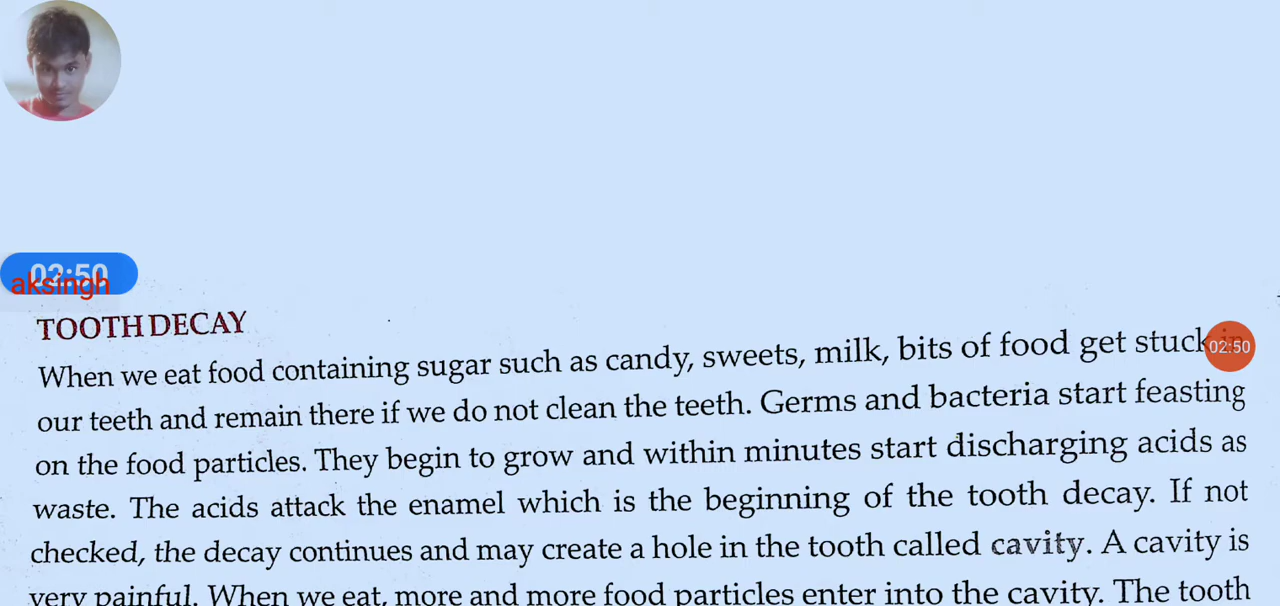 02:50
aksingh
TOOTH DECAY
When we eat food containing sugar such as candy, sweets, milk, bits of food get stuck in
02:50
our teeth and remain there if we do not clean the teeth. Germs and bacteria start feasting
on the food particles. They begin to grow and within minutes start discharging acids as
waste. The acids attack the enamel which is the beginning of the tooth decay. If not
checked, the decay continues and may create a hole in the tooth called cavity. A cavity is
very painful. When we eat, more and more food particles enter into the cavity. The tooth